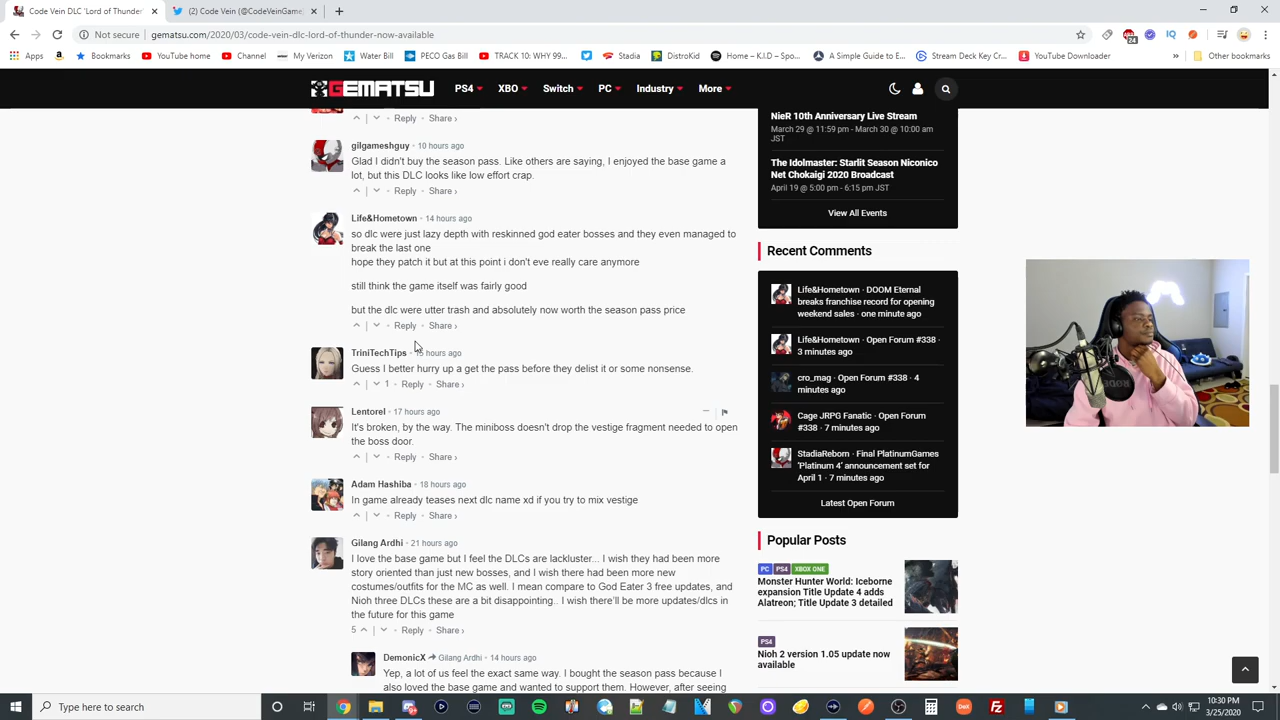 Code Vein DLC 'Lord of Thunder'
(2) Code Vein (@CodeVeinGame)
Not secure
gematsu.com/2020/03/code-vein-dlc-lord-of-thunder-now-available
Apps
Bookmarks
YouTube home
Channel
My Verizon
Water Bill
PECO Gas Bill
TRACK 10: WHY 99...
Stadia
DistroKid
Home – K.I.D – Spo...
A Simple Guide to E...
Stream Deck Key Cr...
YouTube Downloader
Other bookmarks
GEMATSU
PS4
XBO
Switch
PC
Industry
More
Reply
Share ›
gilgameshguy • 10 hours ago
Glad I didn't buy the season pass. Like others are saying, I enjoyed the base game a
lot, but this DLC looks like low effort crap.
Reply
Share ›
Life&Hometown • 14 hours ago
so dlc were just lazy depth with reskinned god eater bosses and they even managed to
break the last one
hope they patch it but at this point i don't eve really care anymore
still think the game itself was fairly good
but the dlc were utter trash and absolutely now worth the season pass price
Reply
Share ›
TriniTechTips • hours ago
Guess I better hurry up a get the pass before they delist it or some nonsense.
1
Reply
Share ›
Lentorel • 17 hours ago
It's broken, by the way. The miniboss doesn't drop the vestige fragment needed to open
the boss door.
Reply
Share ›
Adam Hashiba • 18 hours ago
In game already teases next dlc name xd if you try to mix vestige
Reply
Share ›
Gilang Ardhi • 21 hours ago
I love the base game but I feel the DLCs are lackluster... I wish they had been more
story oriented than just new bosses, and I wish there had been more new
costumes/outfits for the MC as well. I mean compare to God Eater 3 free updates, and
Nioh three DLCs these are a bit disappointing.. I wish there'll be more updates/dlcs in
the future for this game
5
Reply
Share ›
DemonicX Gilang Ardhi • 14 hours ago
Yep, a lot of us feel the exact same way. I bought the season pass because I
also loved the base game and wanted to support them. However, after seeing
NieR 10th Anniversary Live Stream
March 29 @ 11:59 pm - March 30 @ 10:00 am
JST
The Idolmaster: Starlit Season Niconico
Net Chokaigi 2020 Broadcast
April 19 @ 5:00 pm - 6:15 pm JST
View All Events
Recent Comments
Life&Hometown · DOOM Eternal
breaks franchise record for opening
weekend sales · one minute ago
Life&Hometown · Open Forum #338 ·
3 minutes ago
cro_mag · Open Forum #338 · 4
minutes ago
Cage JRPG Fanatic · Open Forum
#338 · 7 minutes ago
StadiaReborn · Final PlatinumGames
'Platinum 4' announcement set for
April 1 · 7 minutes ago
Latest Open Forum
Popular Posts
PC PS4 XBOX ONE
Monster Hunter World: Iceborne
expansion Title Update 4 adds
Alatreon; Title Update 3 detailed
PS4
Nioh 2 version 1.05 update now
available
Type here to search
10:30 PM
3/25/2020